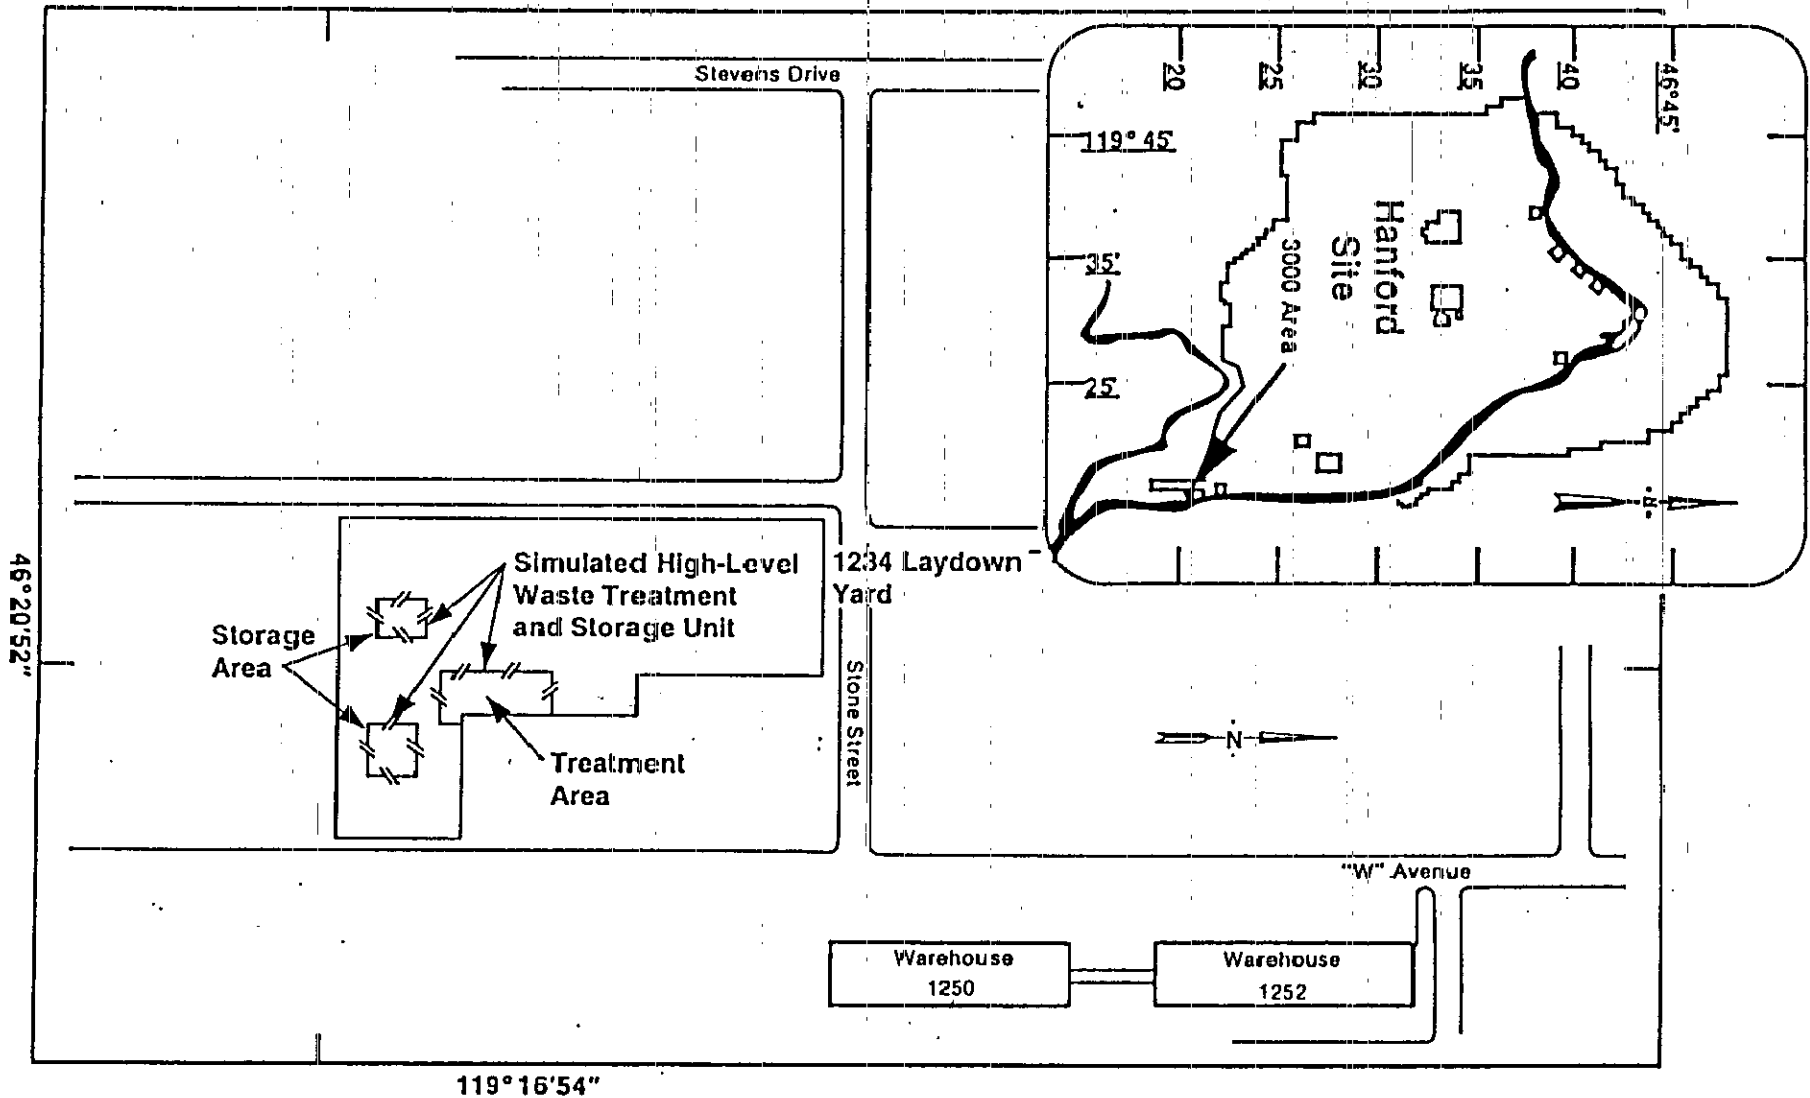 Stevens Drive
20
25
30
35
40
46°45'
119°45'
35'
25'
Hanford
Site
3000 Area
N
Simulated High-Level
Waste Treatment
and Storage Unit
1234 Laydown
Yard
Storage
Area
Treatment
Area
Stone Street
N
46°20'52"
"W" Avenue
Warehouse
1250
Warehouse
1252
119°16'54"